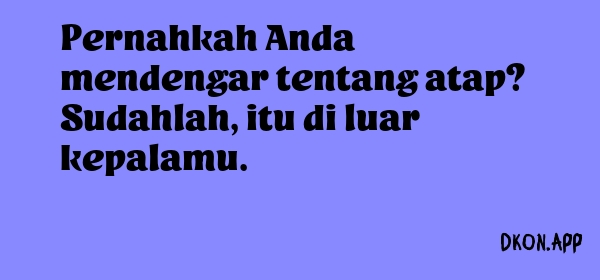 Pernahkah Anda
mendengar tentang atap?
Sudahlah, itu di luar
kepalamu.
DKON.APP